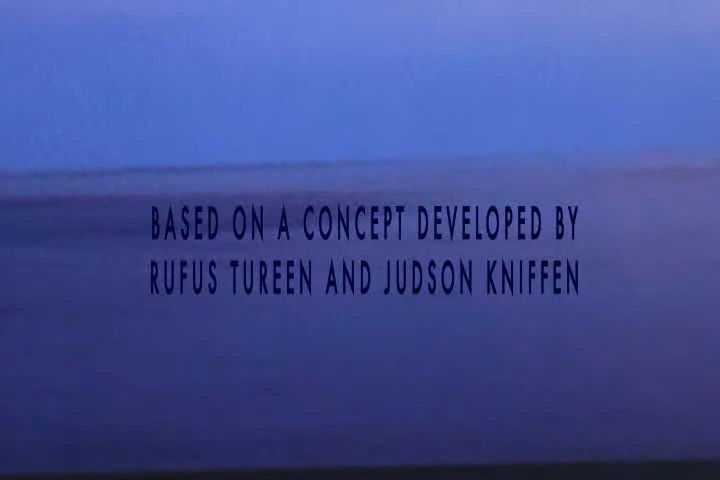 BASED ON A CONCEPT DEVELOPED BY
RUFUS TUREEN AND JUDSON KNIFFEN